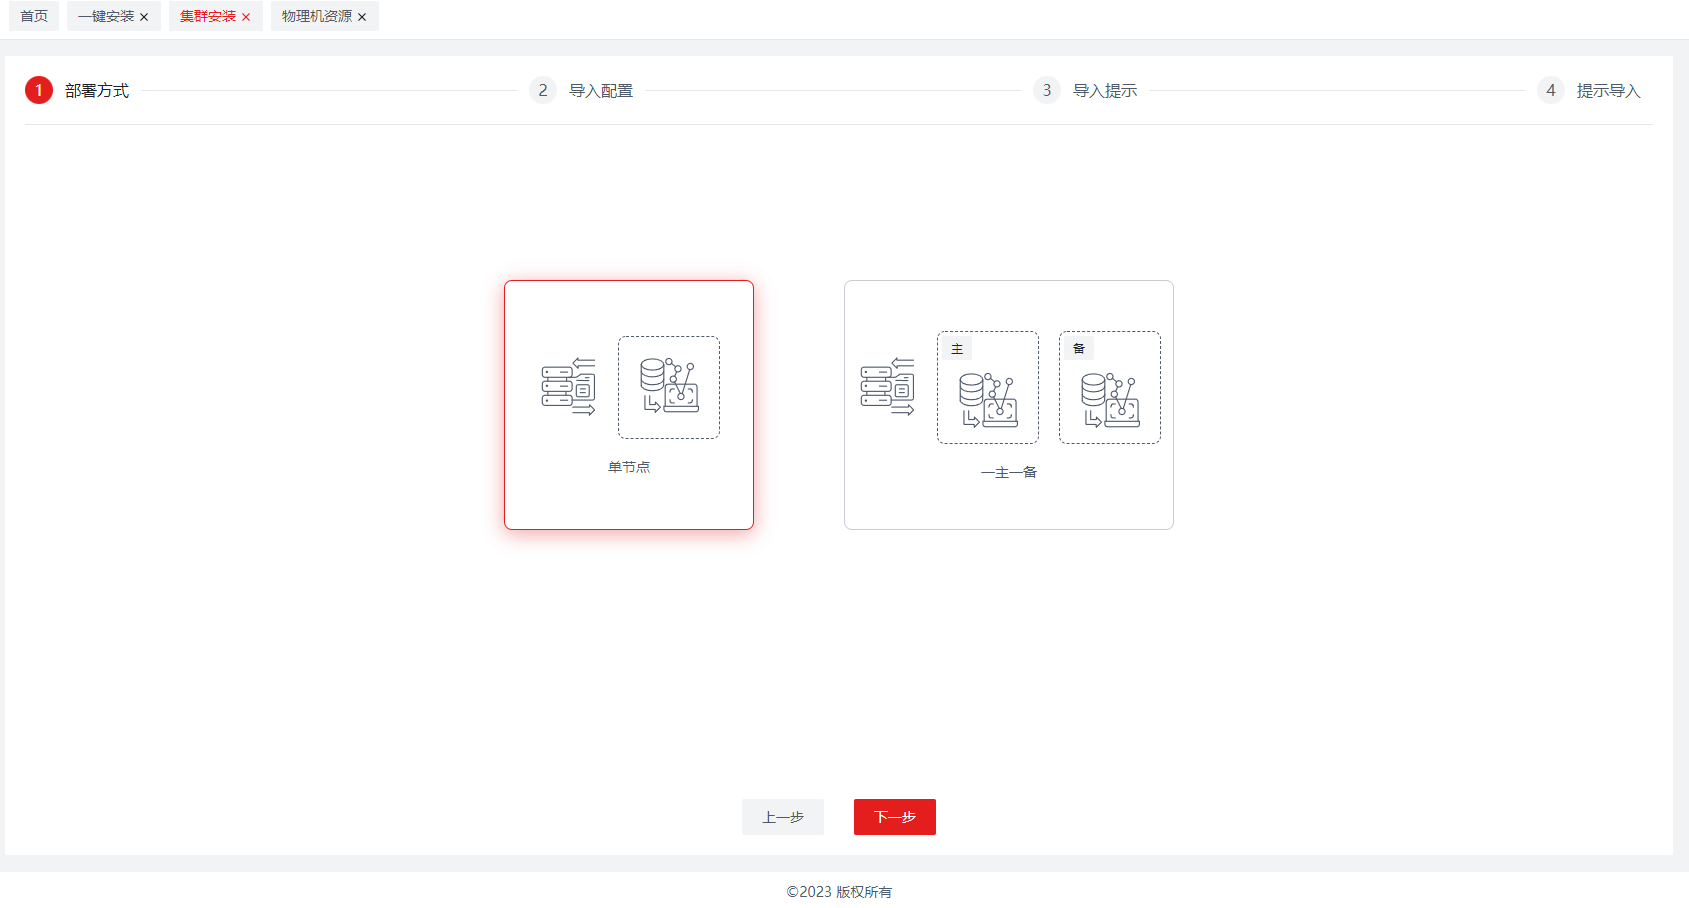 首页 一键安装 × 集群安装 × 物理机资源 ×
1 部署方式 2 导入配置 3 导入提示 4 提示导入
主 备
单节点
一主一备
上一步 下一步
©2023 版权所有